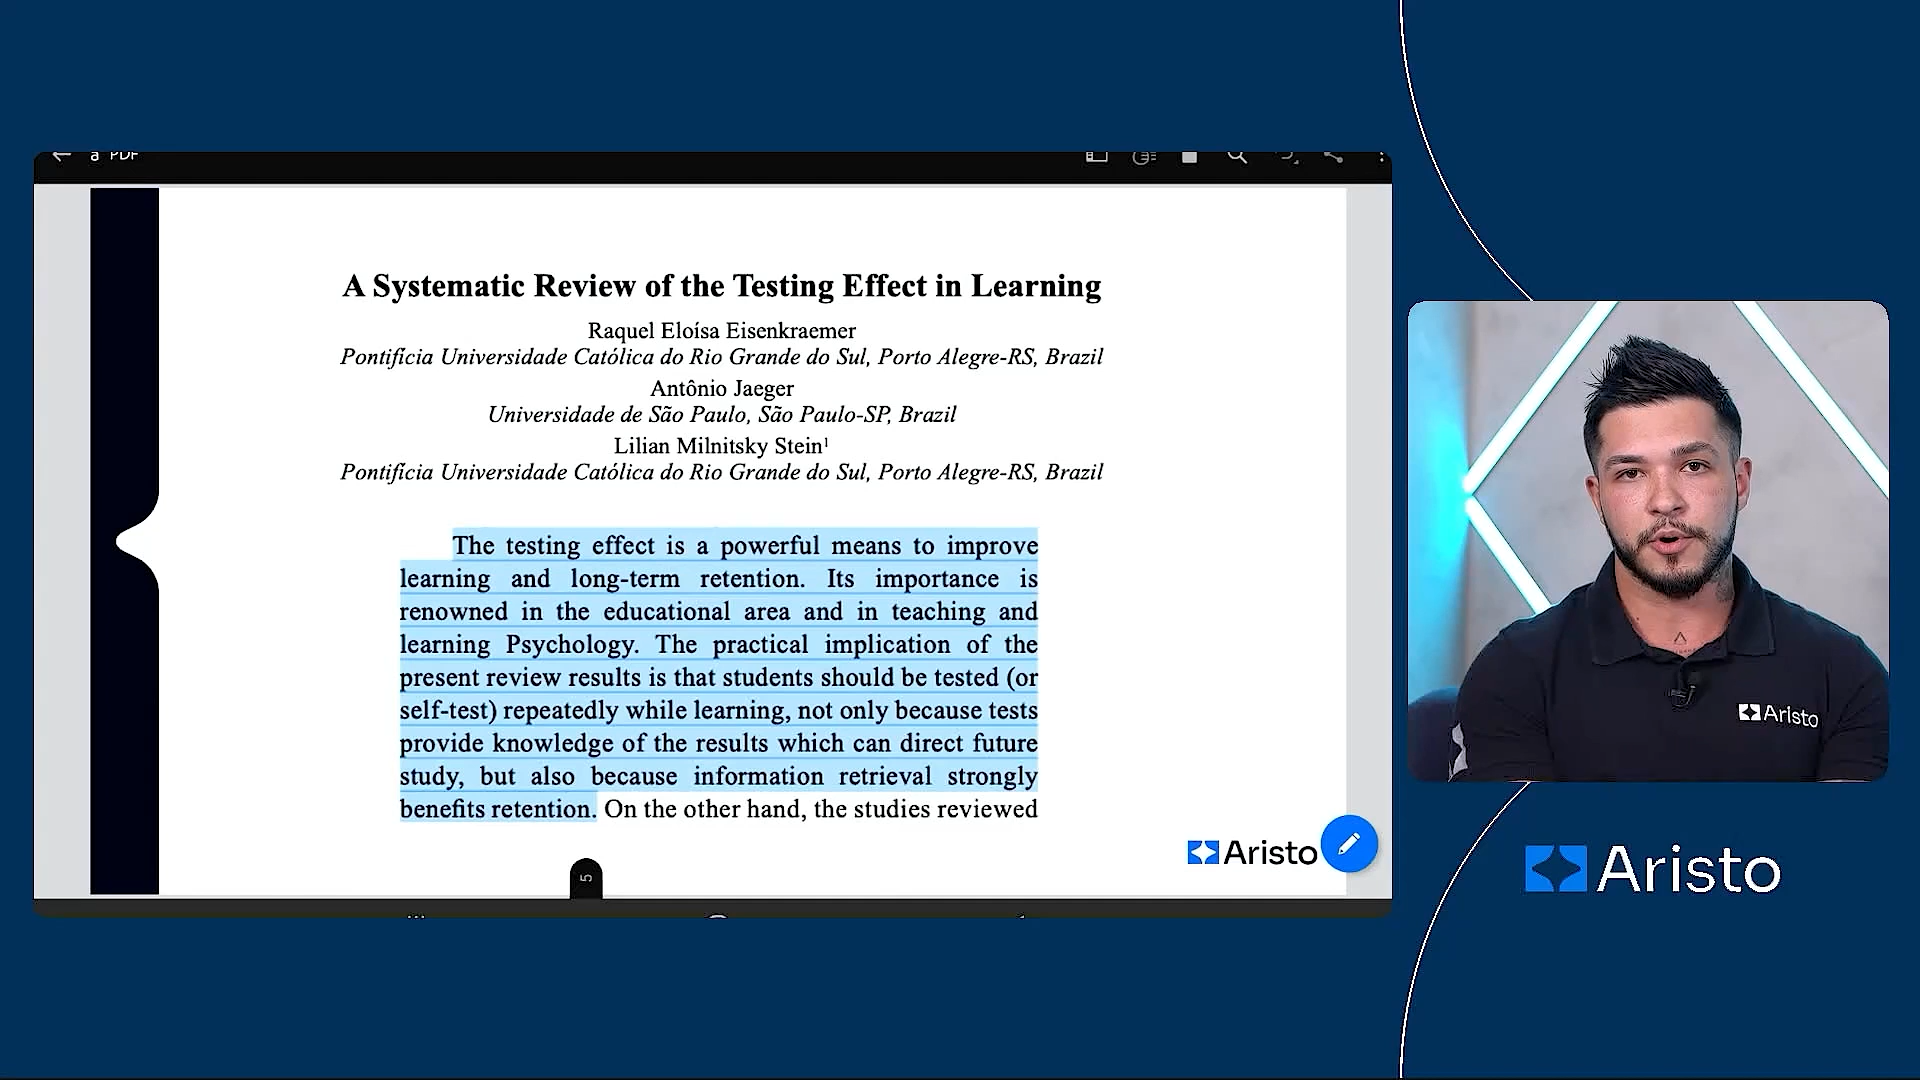 a PDF
A Systematic Review of the Testing Effect in Learning
Raquel Eloísa Eisenkraemer
Pontifícia Universidade Católica do Rio Grande do Sul, Porto Alegre-RS, Brazil
Antônio Jaeger
Universidade de São Paulo, São Paulo-SP, Brazil
Lilian Milnitsky Stein¹
Pontifícia Universidade Católica do Rio Grande do Sul, Porto Alegre-RS, Brazil
The testing effect is a powerful means to improve
learning and long-term retention. Its importance is
renowned in the educational area and in teaching and
learning Psychology. The practical implication of the
present review results is that students should be tested (or
self-test) repeatedly while learning, not only because tests
provide knowledge of the results which can direct future
study, but also because information retrieval strongly
benefits retention. On the other hand, the studies reviewed
Aristo
5
Aristo
Aristo